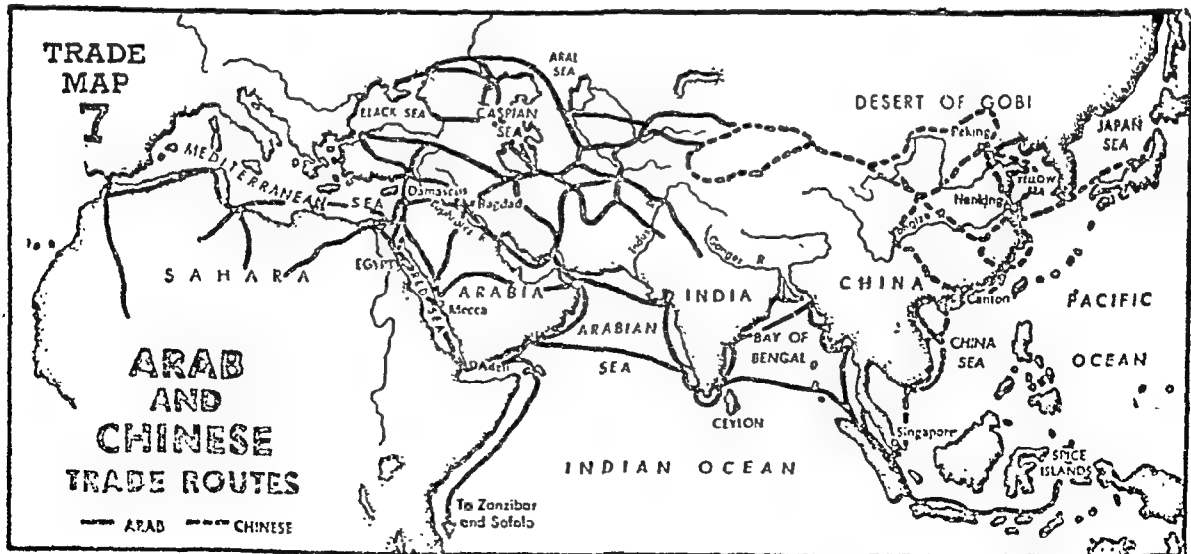 TRADE
MAP
7
ARAL
SEA
BLACK SEA
CASPIAN
SEA
DESERT OF GOBI
Peking
JAPAN
SEA
YELLOW
SEA
MEDITERRANEAN SEA
Damascus
Bagdad
Nanking
Indus
Ganges R
EGYPT
SAHARA
RED
SEA
ARABIA
Mecca
INDIA
CHINA
Canton
PACIFIC
OCEAN
ARABIAN
SEA
BAY OF
BENGAL
CHINA
SEA
Aden
CEYLON
Singapore
SPICE
ISLANDS
INDIAN OCEAN
ARAB
AND
CHINESE
TRADE ROUTES
ARAB CHINESE
To Zanzibar
and Sofola